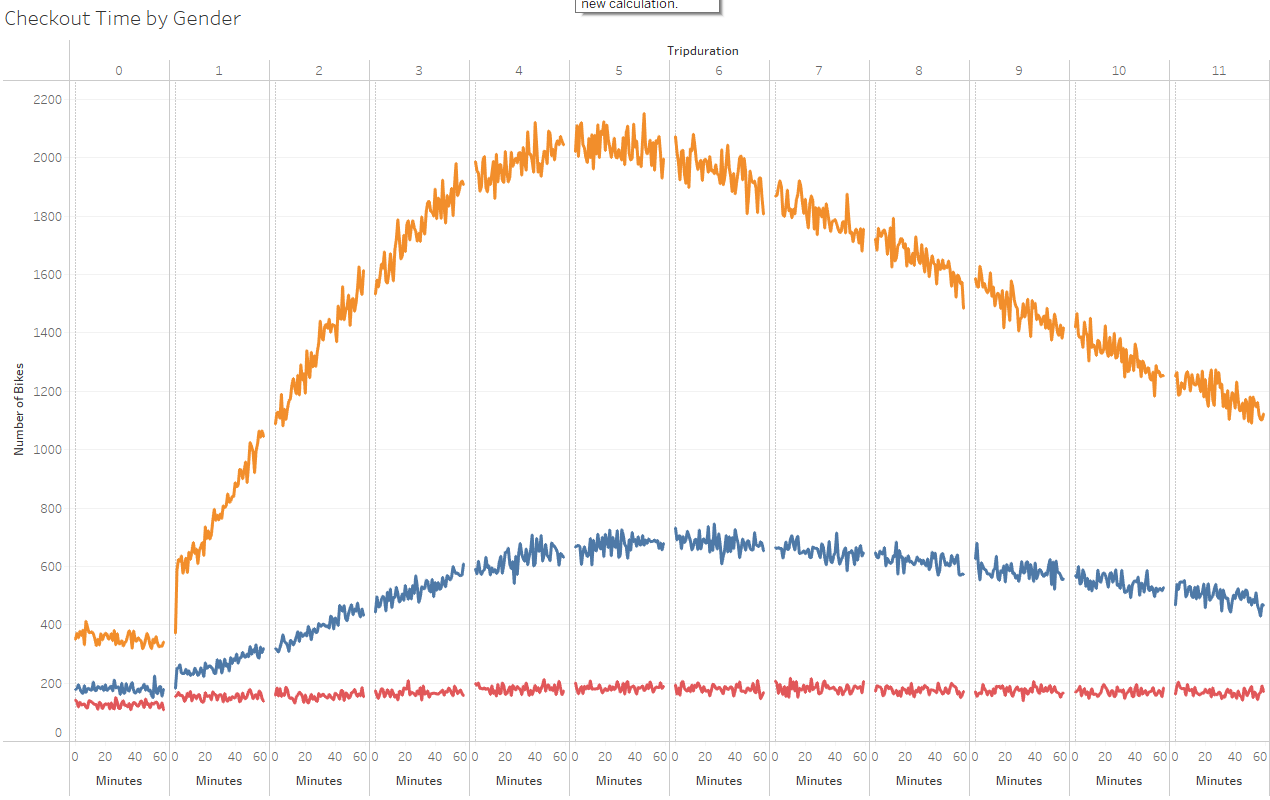 new calculation.
Checkout Time by Gender
Tripduration
0 1 2 3 4 5 6 7 8 9 10 11
Number of Bikes
2200
2000
1800
1600
1400
1200
1000
800
600
400
200
0
0 20 40 60 0 20 40 60 0 20 40 60 0 20 40 60 0 20 40 60 0 20 40 60 0 20 40 60 0 20 40 60 0 20 40 60 0 20 40 60 0 20 40 60 0 20 40 60
Minutes Minutes Minutes Minutes Minutes Minutes Minutes Minutes Minutes Minutes Minutes Minutes